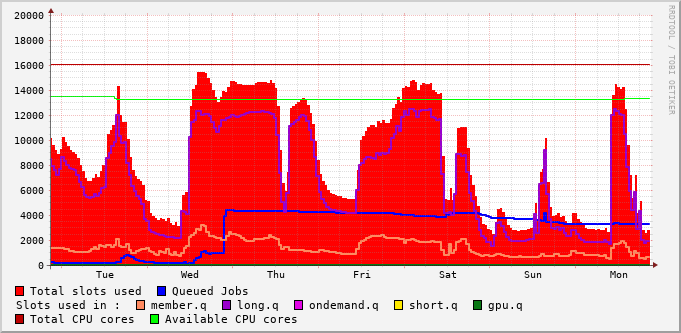 RRDTOOL / TOBI OETIKER
20000
18000
16000
14000
12000
10000
8000
6000
4000
2000
0
Tue Wed Thu Fri Sat Sun Mon
Total slots used Queued Jobs
Slots used in : member.q long.q ondemand.q short.q gpu.q
Total CPU cores Available CPU cores